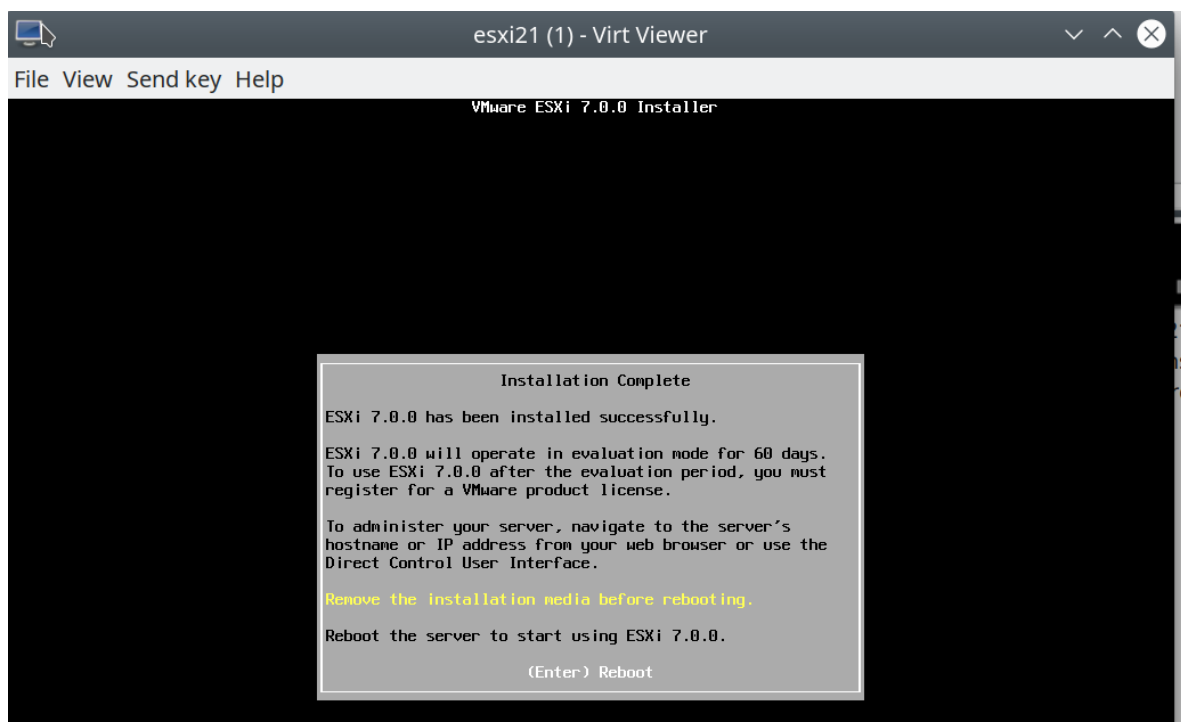 esxi21 (1) - Virt Viewer
File View Send key Help
VMware ESXi 7.0.0 Installer
Installation Complete
ESXi 7.0.0 has been installed successfully.
ESXi 7.0.0 will operate in evaluation mode for 60 days.
To use ESXi 7.0.0 after the evaluation period, you must
register for a VMware product license.
To administer your server, navigate to the server's
hostname or IP address from your web browser or use the
Direct Control User Interface.
Remove the installation media before rebooting.
Reboot the server to start using ESXi 7.0.0.
(Enter) Reboot